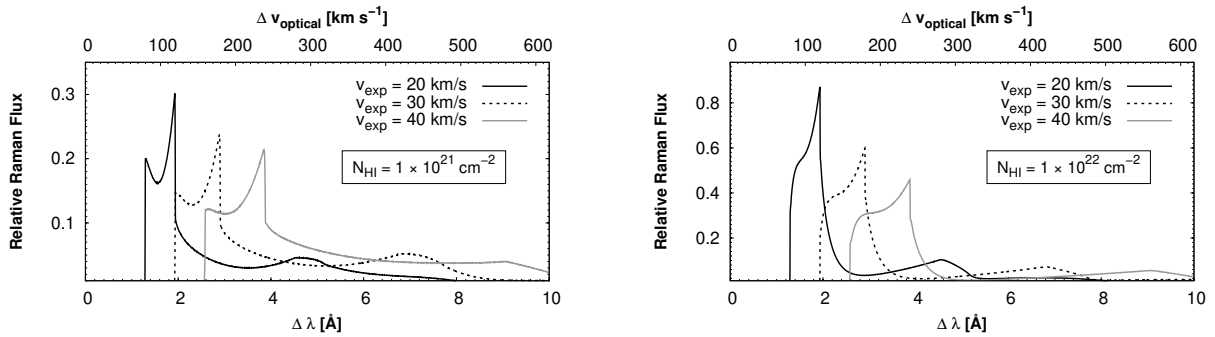 Δ v_optical [km s⁻¹]
0 100 200 300 400 500 600
Relative Raman Flux
0.3
0.2
0.1
v_exp = 20 km/s
v_exp = 30 km/s
v_exp = 40 km/s
N_HI = 1 × 10²¹ cm⁻²
0 2 4 6 8 10
Δ λ [Å]
Δ v_optical [km s⁻¹]
0 100 200 300 400 500 600
Relative Raman Flux
0.8
0.6
0.4
0.2
v_exp = 20 km/s
v_exp = 30 km/s
v_exp = 40 km/s
N_HI = 1 × 10²² cm⁻²
0 2 4 6 8 10
Δ λ [Å]